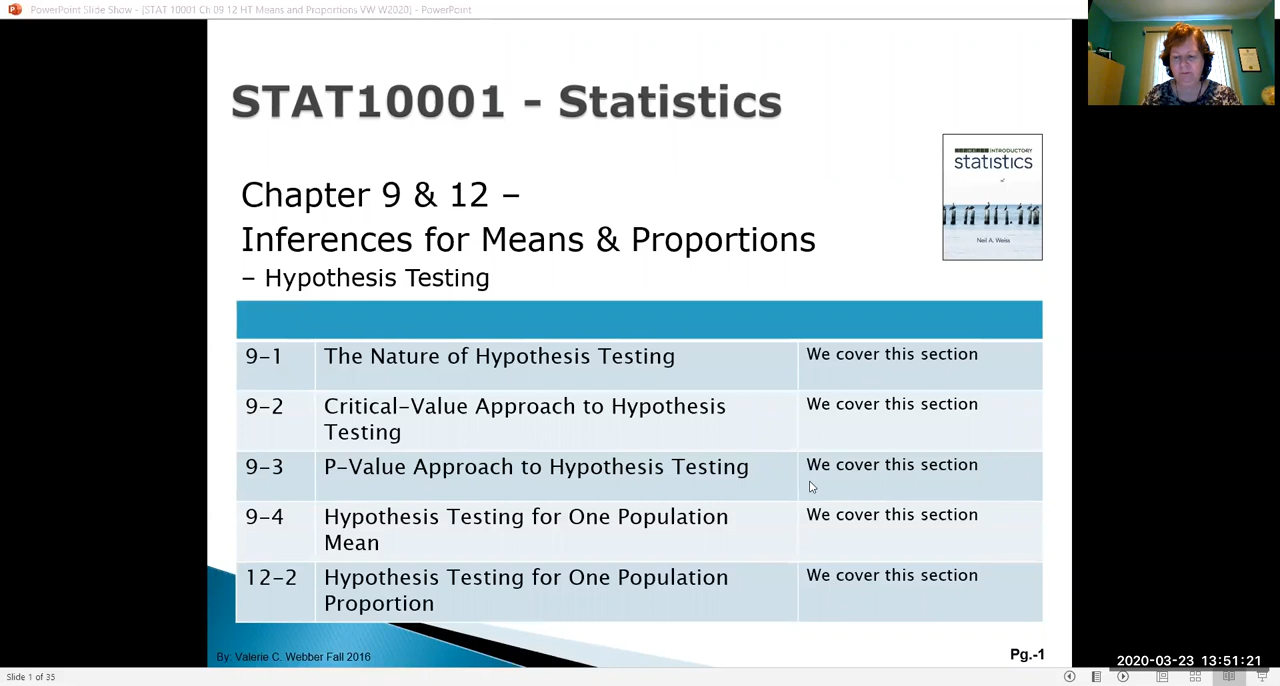 PowerPoint Slide Show - [STAT 10001 Ch 09 12 HT Means and Proportions VW W2020] - PowerPoint
STAT10001 - Statistics
INTRODUCTORY
statistics
Neil A. Weiss
Chapter 9 & 12 –
Inferences for Means & Proportions
– Hypothesis Testing
9-1 The Nature of Hypothesis Testing We cover this section
9-2 Critical-Value Approach to Hypothesis Testing We cover this section
9-3 P-Value Approach to Hypothesis Testing We cover this section
9-4 Hypothesis Testing for One Population Mean We cover this section
12-2 Hypothesis Testing for One Population Proportion We cover this section
By: Valerie C. Webber Fall 2016
Pg.-1
2020-03-23 13:51:21
Slide 1 of 35